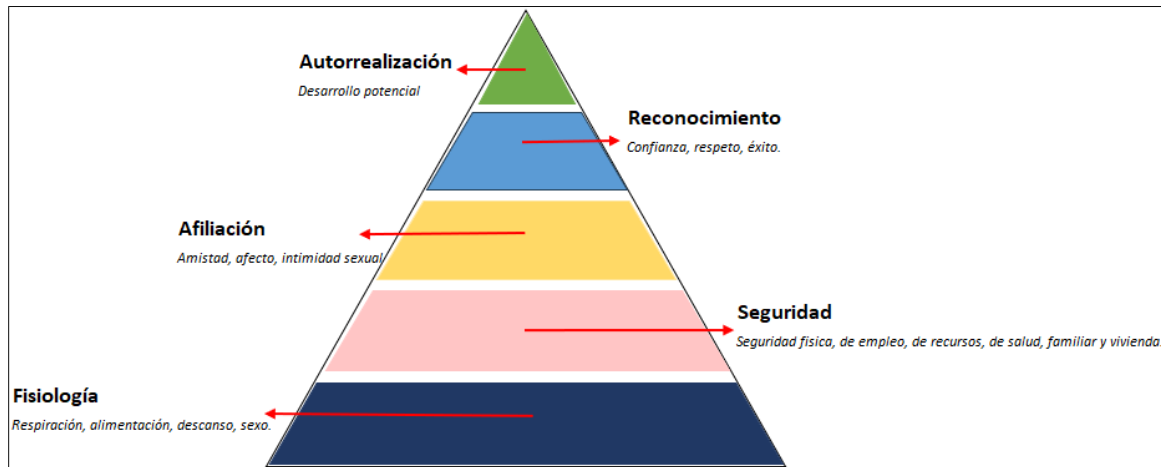 Autorrealización
Desarrollo potencial
Reconocimiento
Confianza, respeto, éxito.
Afiliación
Amistad, afecto, intimidad sexual
Seguridad
Seguridad física, de empleo, de recursos, de salud, familiar y vivienda.
Fisiología
Respiración, alimentación, descanso, sexo.